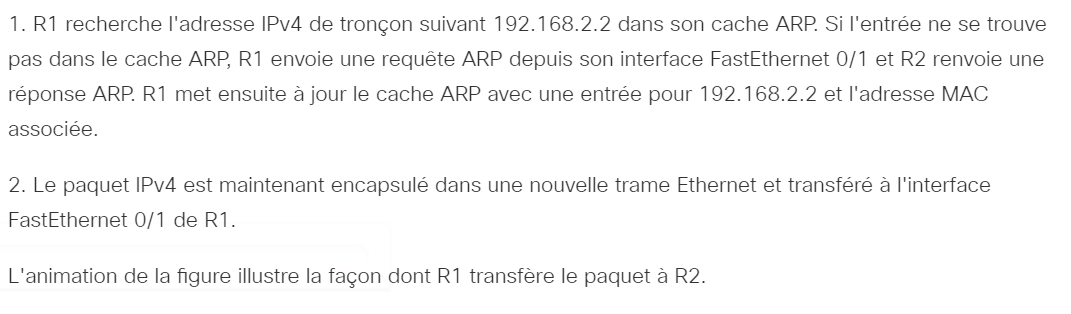 1. R1 recherche l'adresse IPv4 de tronçon suivant 192.168.2.2 dans son cache ARP. Si l'entrée ne se trouve
pas dans le cache ARP, R1 envoie une requête ARP depuis son interface FastEthernet 0/1 et R2 renvoie une
réponse ARP. R1 met ensuite à jour le cache ARP avec une entrée pour 192.168.2.2 et l'adresse MAC
associée.
2. Le paquet IPv4 est maintenant encapsulé dans une nouvelle trame Ethernet et transféré à l'interface
FastEthernet 0/1 de R1.
L'animation de la figure illustre la façon dont R1 transfère le paquet à R2.